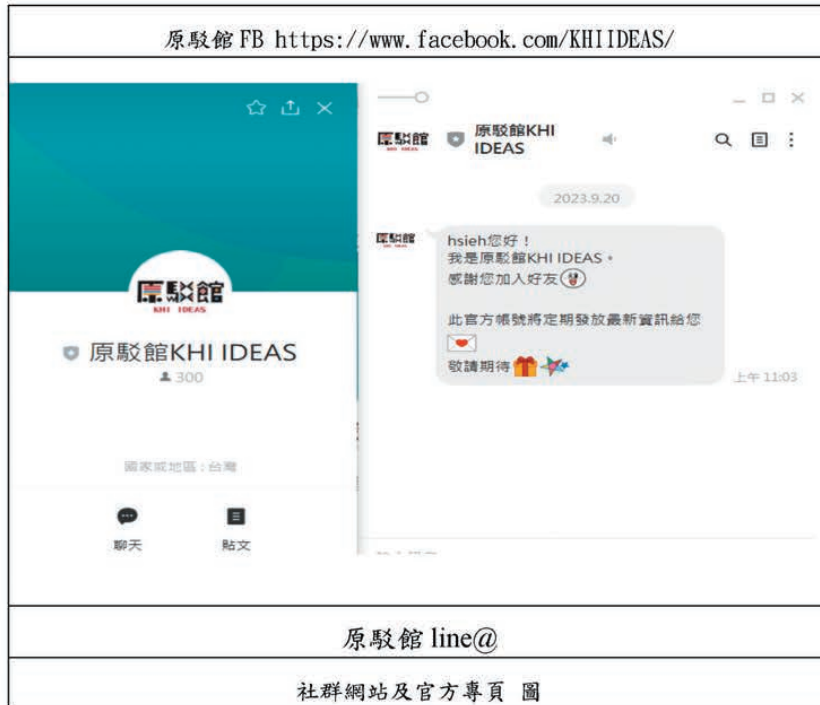 原駁館 FB https://www.facebook.com/KHIIDEAS/
原駁館
KHI IDEAS
原駁館KHI IDEAS
300
國家或地區:台灣
聊天
貼文
原駁館
KHI IDEAS
原駁館KHI
IDEAS
2023.9.20
原駁館
KHI IDEAS
hsieh您好!
我是原駁館KHI IDEAS。
感謝您加入好友
此官方帳號將定期發放最新資訊給您
敬請期待
上午 11:03
原駁館 line@
社群網站及官方專頁 圖